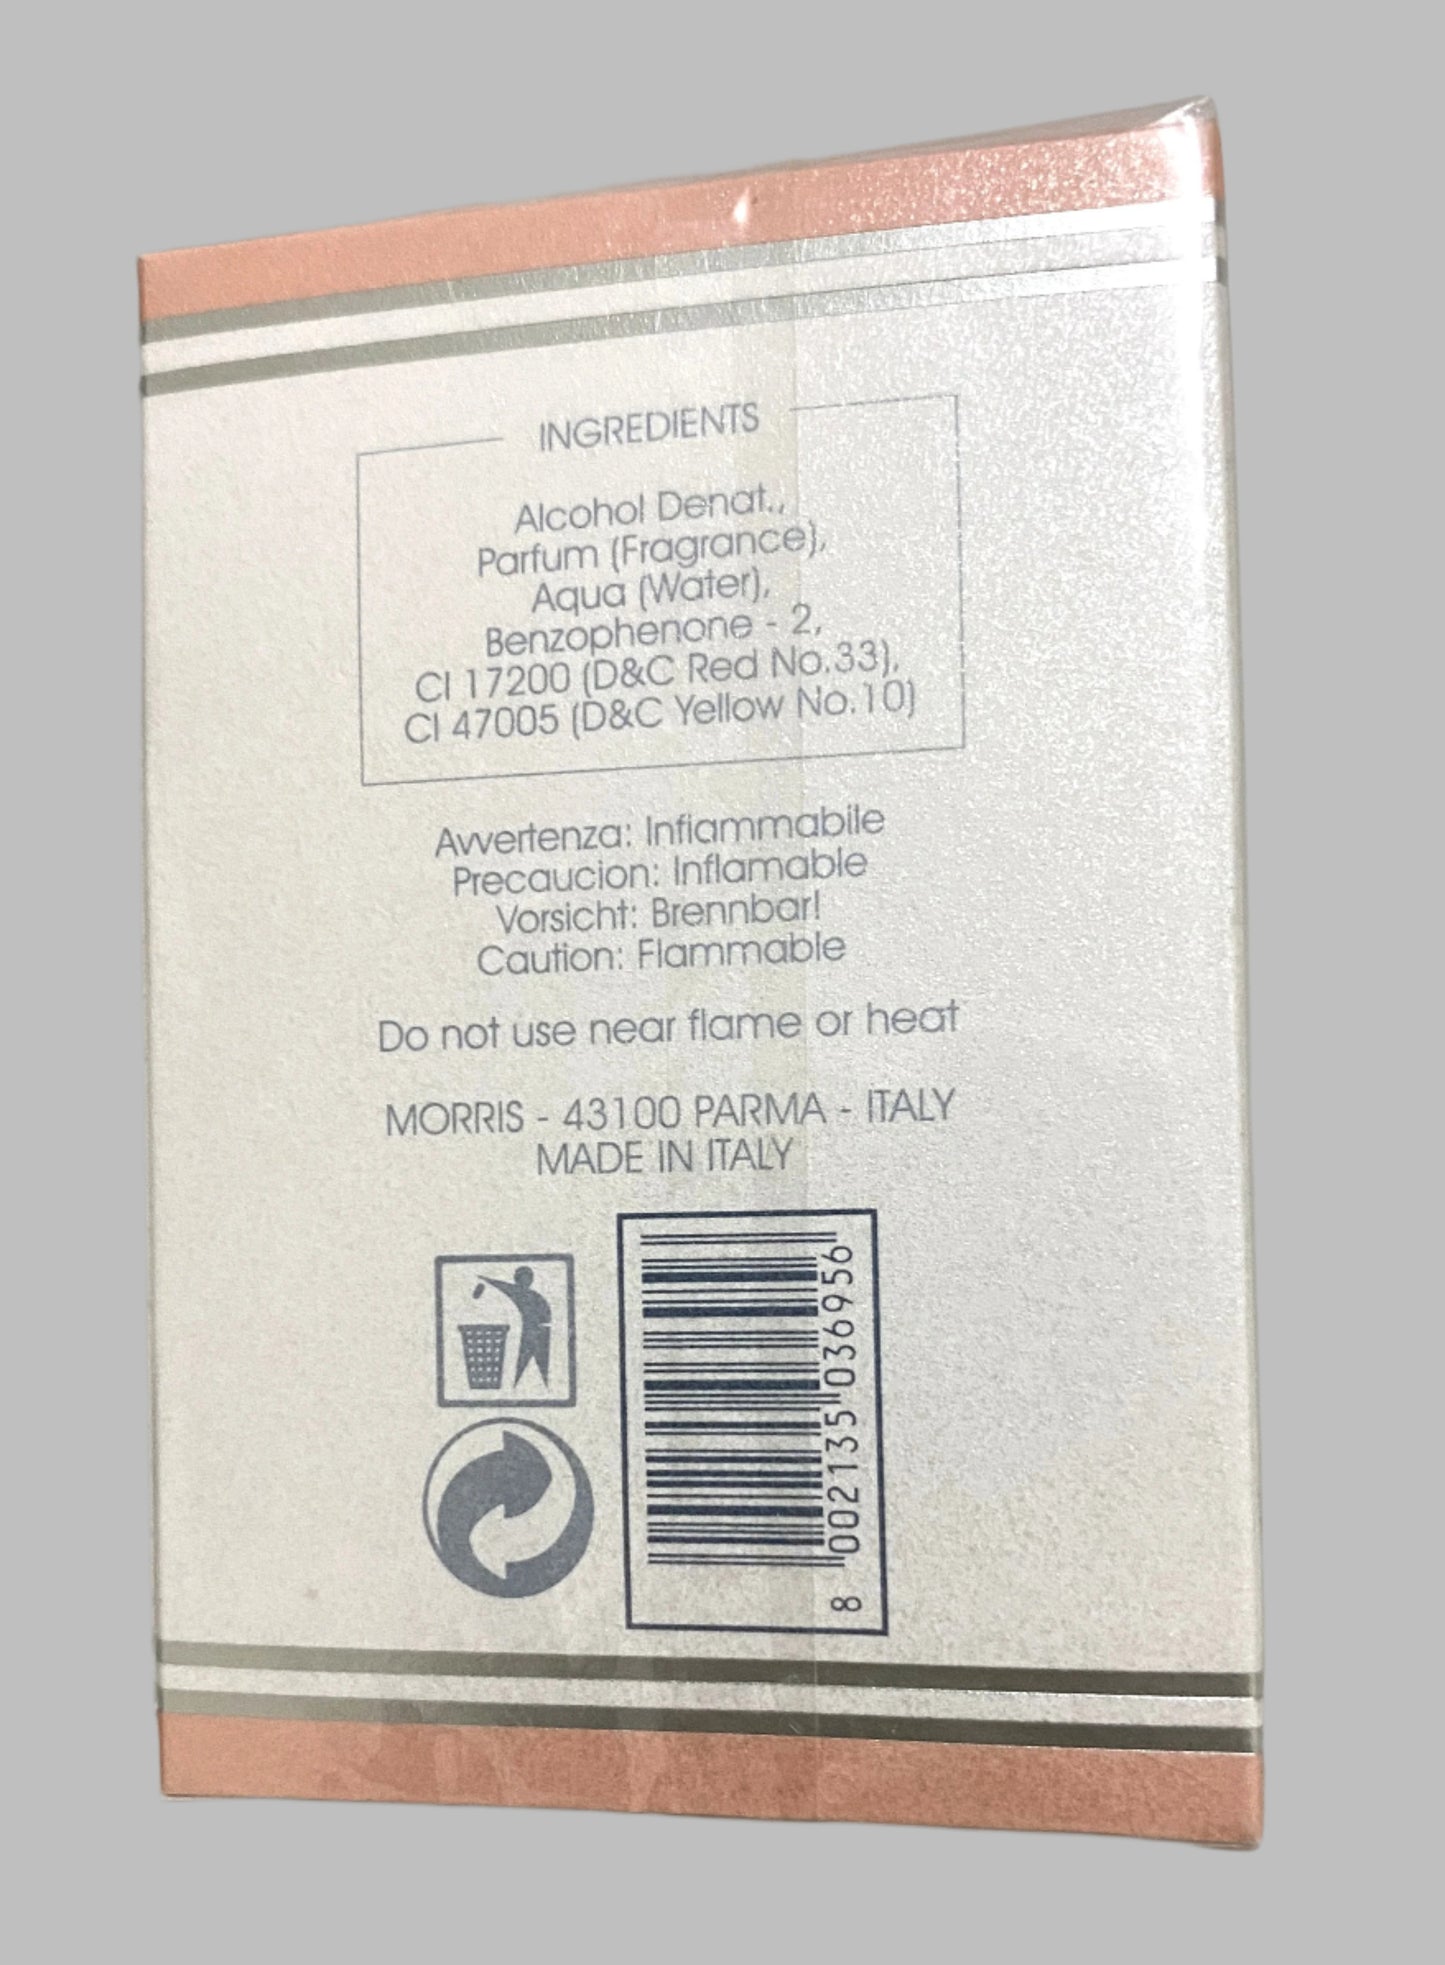 INGREDIENTS
Alcohol Denat.,
Parfum (Fragrance),
Aqua (Water),
Benzophenone - 2,
CI 17200 (D&C Red No.33),
CI 47005 (D&C Yellow No.10)
Avvertenza: Infiammabile
Precaucion: Inflamable
Vorsicht: Brennbar!
Caution: Flammable
Do not use near flame or heat
MORRIS - 43100 PARMA - ITALY
MADE IN ITALY
8 002135 036956